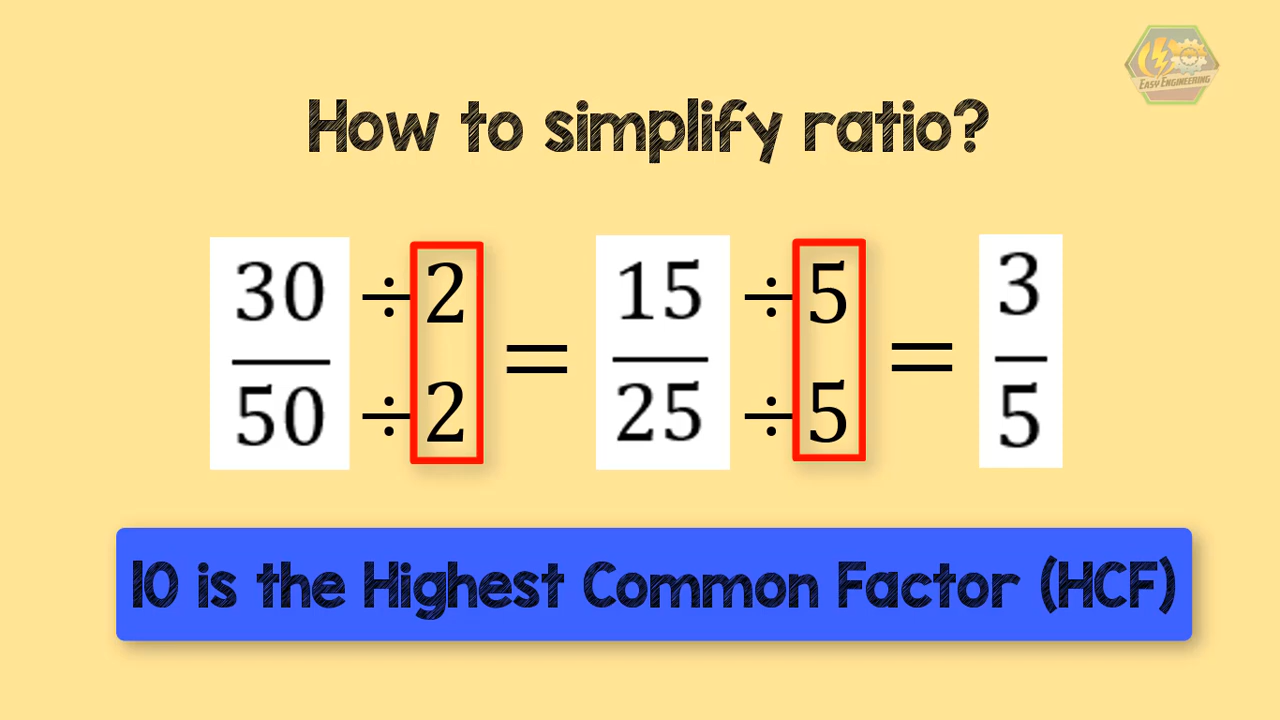 EASY ENGINEERING
How to simplify ratio?
30/50 ÷2/÷2 = 15/25 ÷5/÷5 = 3/5
10 is the Highest Common Factor (HCF)